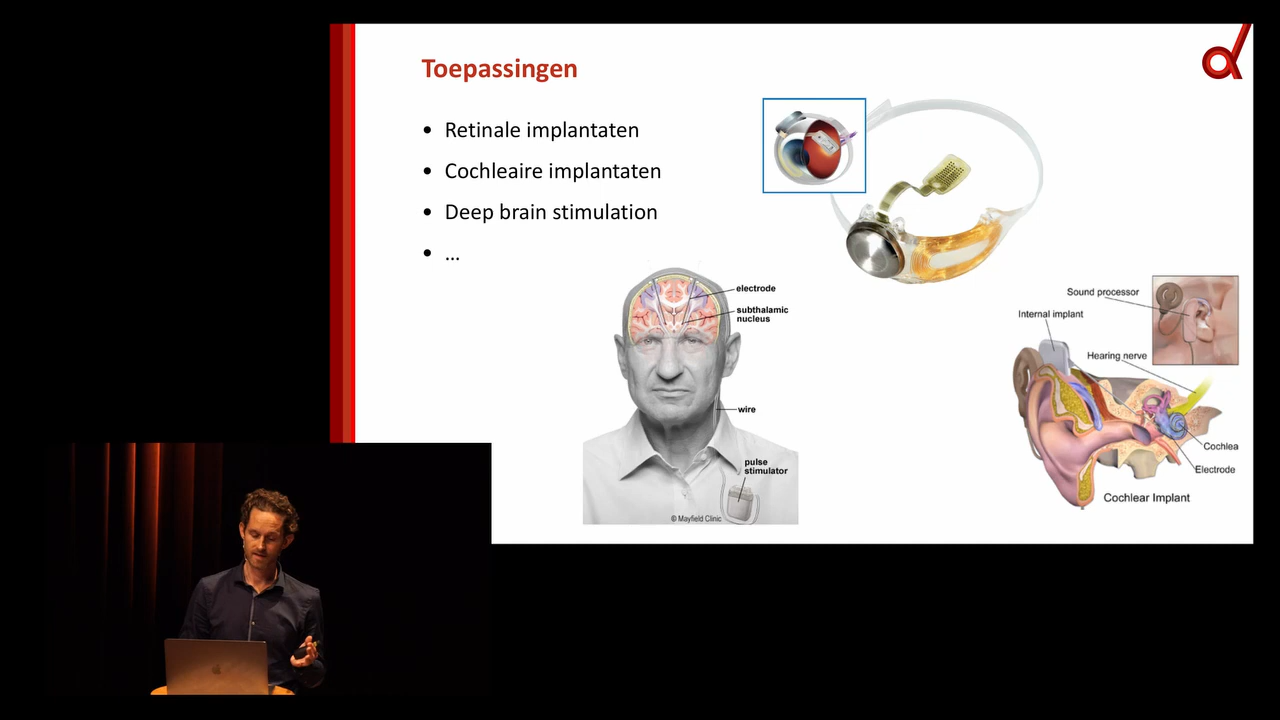 Toepassingen
• Retinale implantaten
• Cochleaire implantaten
• Deep brain stimulation
• ...
electrode
subthalamic
nucleus
wire
pulse
stimulator
© Mayfield Clinic
Sound processor
Internal implant
Hearing nerve
Cochlea
Electrode
Cochlear Implant